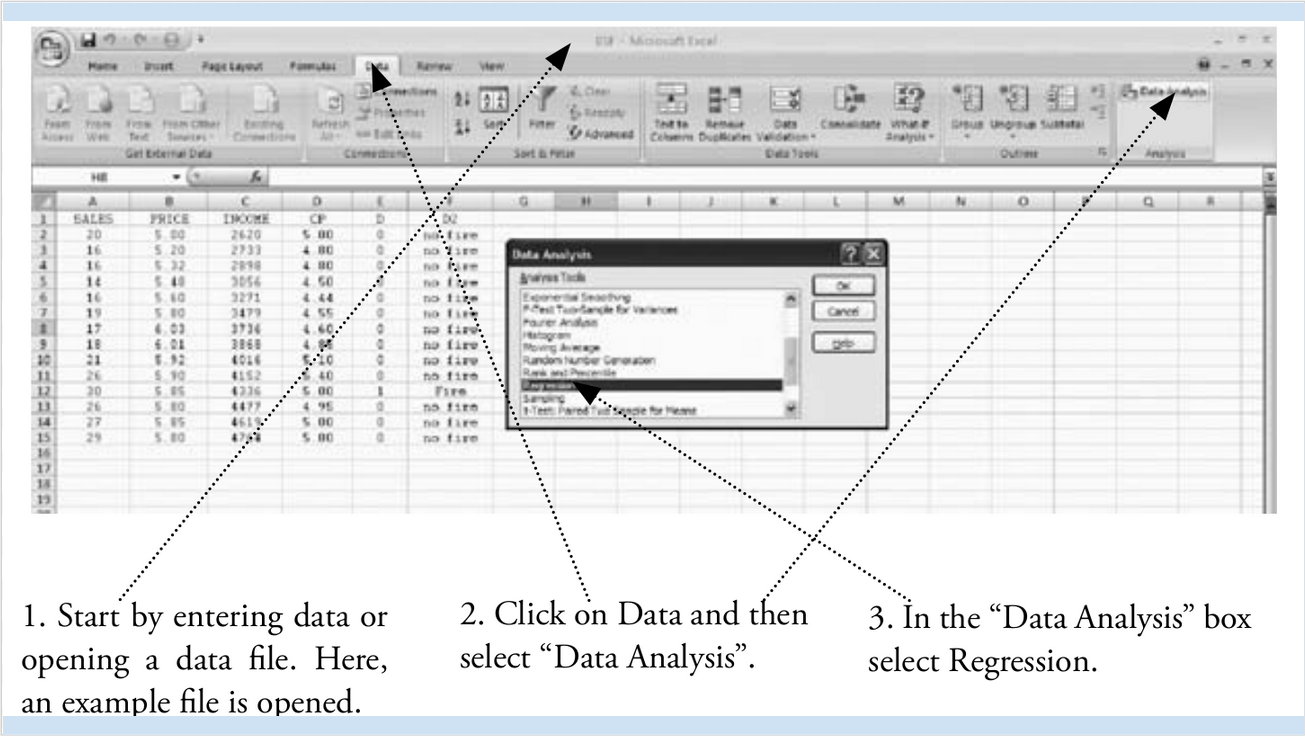 Microsoft Excel
Home Insert Page Layout Formulas Data Review View
Connections Clear Data Analysis
Properties Reapply
From Access From Web From Text From Other Sources Existing Connections Refresh All Edit Links Sort Filter Advanced Text to Columns Remove Duplicates Data Validation Consolidate What-If Analysis Group Ungroup Subtotal
Get External Data Connections Sort & Filter Data Tools Outline Analysis
H8 fx
A B C D E F G H I J K L M N O P Q R
1 SALES PRICE INCOME CP D D2
2 20 5.00 2620 5.00 0 no fire
3 16 5.20 2733 4.80 0 no fire
4 16 5.32 2898 4.80 0 no fire
5 14 5.48 3056 4.50 no fire
6 16 5.60 3271 4.44 0 no fire
7 19 5.80 3479 4.55 0 no fire
8 17 6.03 3736 4.60 0 no fire
9 18 6.01 3868 0 no fire
10 21 5.92 4016 5.10 0 no fire
11 26 5.90 4152 5.40 0 no fire
12 30 5.85 4336 5.00 1 Fire
13 26 5.80 4477 4.95 0 no fire
14 27 5.85 4619 5.00 0 no fire
15 29 5.80 5.00 0 no fire
16
17
18
19
Data Analysis
Analysis Tools
Exponential Smoothing
F-Test Two-Sample for Variances
Fourier Analysis
Histogram
Moving Average
Random Number Generation
Rank and Percentile
Regression
Sampling
t-Test: Paired Two Sample for Means
OK
Cancel
Help
1. Start by entering data or
opening a data file. Here,
an example file is opened.
2. Click on Data and then
select “Data Analysis”.
3. In the “Data Analysis” box
select Regression.